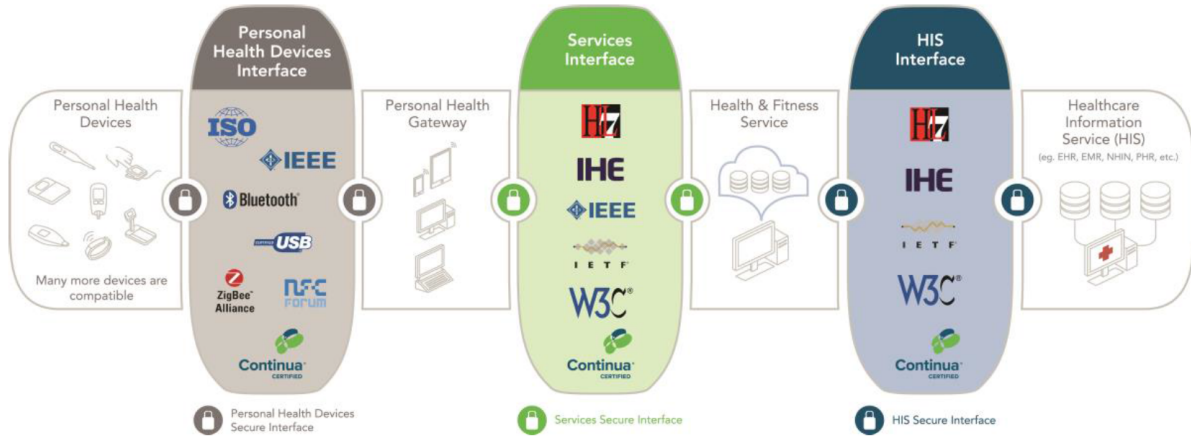 Personal
Health Devices
Interface
Services
Interface
HIS
Interface
Personal Health
Devices
Many more devices are
compatible
ISO
IEEE
Bluetooth®
CERTIFIED USB
ZigBee™
Alliance
NFC
FORUM
Continua®
CERTIFIED
Personal Health
Gateway
HL7
IHE
IEEE
IETF®
W3C®
Continua®
CERTIFIED
Health & Fitness
Service
HL7
IHE
IETF®
W3C®
Continua®
CERTIFIED
Healthcare
Information
Service (HIS)
(eg. EHR, EMR, NHIN, PHR, etc.)
Personal Health Devices
Secure Interface
Services Secure Interface
HIS Secure Interface